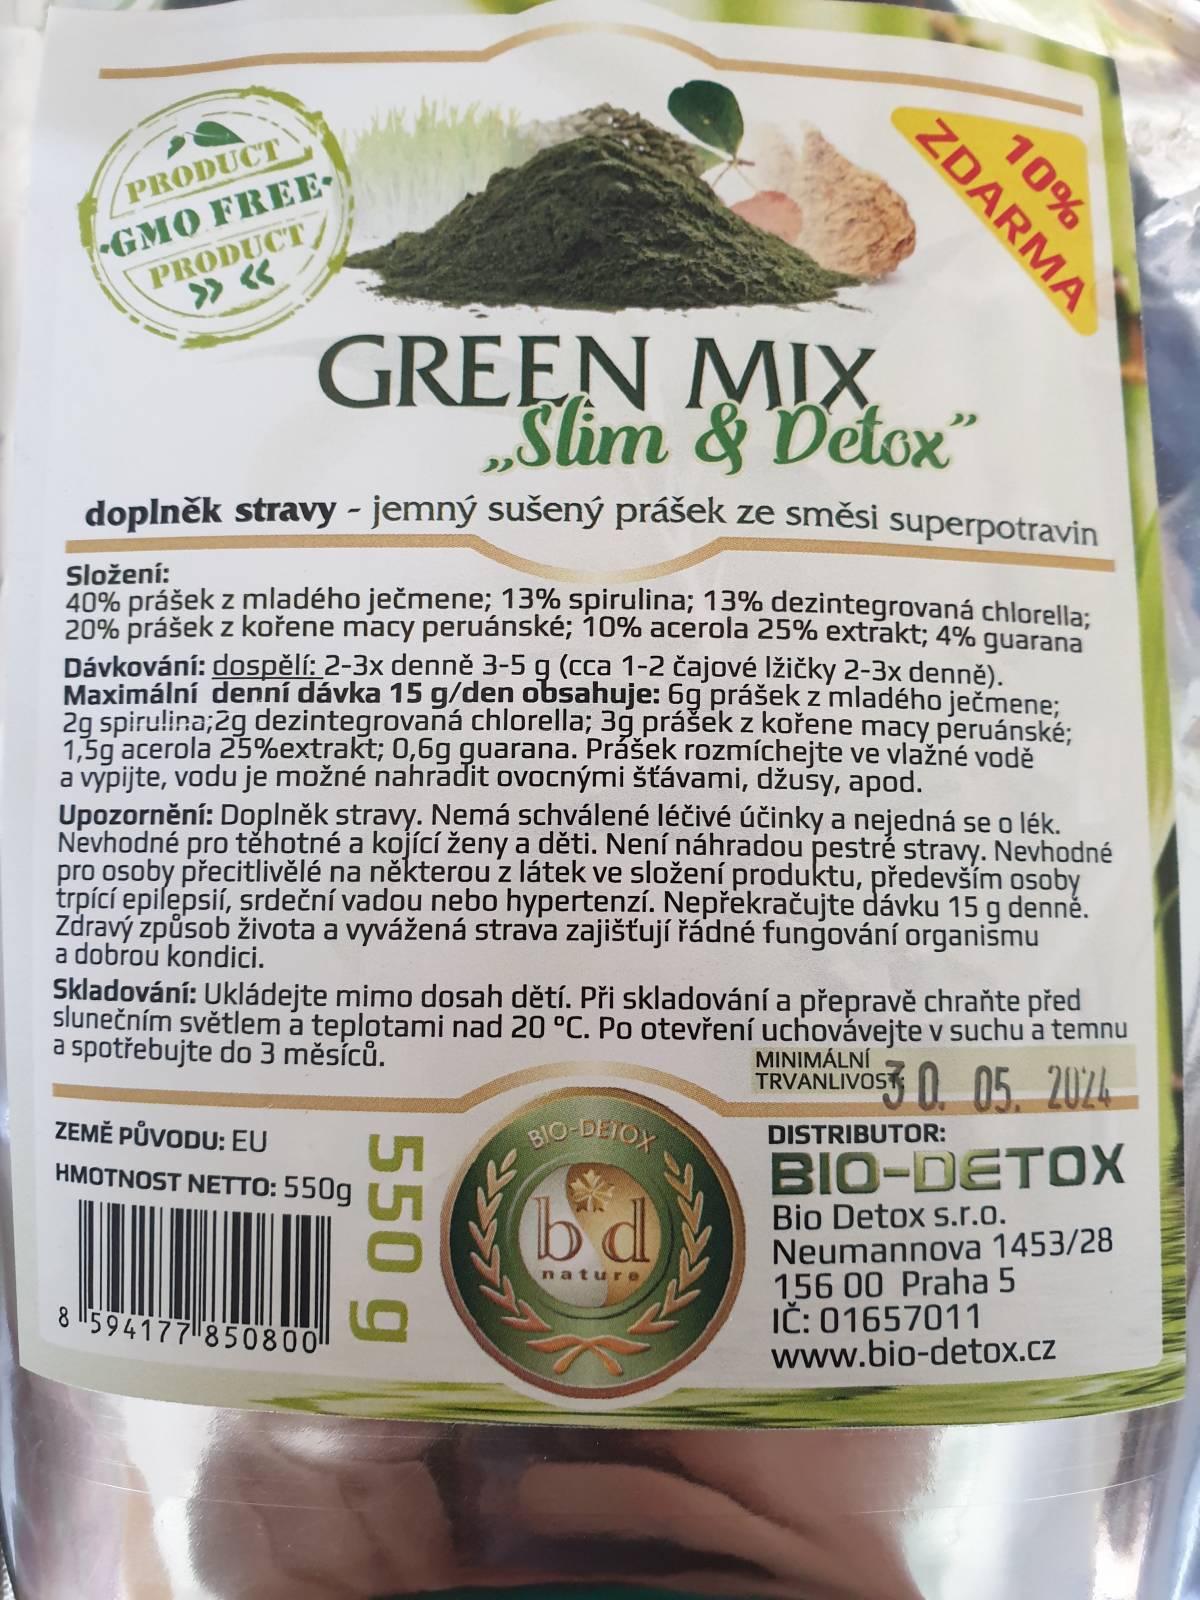 PRODUCT
GMO FREE
PRODUCT
10%
ZDARMA
GREEN MIX
„Slim & Detox”
doplněk stravy - jemný sušený prášek ze směsi superpotravin
Složení:
40% prášek z mladého ječmene; 13% spirulina; 13% dezintegrovaná chlorella;
20% prášek z kořene macy peruánské; 10% acerola 25% extrakt; 4% guarana
Dávkování: dospělí: 2-3x denně 3-5 g (cca 1-2 čajové lžičky 2-3x denně).
Maximální denní dávka 15 g/den obsahuje: 6g prášek z mladého ječmene;
2g spirulina;2g dezintegrovaná chlorella; 3g prášek z kořene macy peruánské;
1,5g acerola 25%extrakt; 0,6g guarana. Prášek rozmíchejte ve vlažné vodě
a vypijte, vodu je možné nahradit ovocnými šťávami, džusy, apod.
Upozornění: Doplněk stravy. Nemá schválené léčivé účinky a nejedná se o lék.
Nevhodné pro těhotné a kojící ženy a děti. Není náhradou pestré stravy. Nevhodné
pro osoby přecitlivělé na některou z látek ve složení produktu, především osoby
trpící epilepsií, srdeční vadou nebo hypertenzí. Nepřekračujte dávku 15 g denně.
Zdravý způsob života a vyvážená strava zajišťují řádné fungování organismu
a dobrou kondici.
Skladování: Ukládejte mimo dosah dětí. Při skladování a přepravě chraňte před
slunečním světlem a teplotami nad 20 °C. Po otevření uchovávejte v suchu a temnu
a spotřebujte do 3 měsíců.
MINIMÁLNÍ
TRVANLIVOST: 30. 05. 2024
ZEMĚ PŮVODU: EU
HMOTNOST NETTO: 550g
550 g
8 594177 850800
BIO-DETOX
bd
nature
DISTRIBUTOR:
BIO-DETOX
Bio Detox s.r.o.
Neumannova 1453/28
156 00 Praha 5
IČ: 01657011
www.bio-detox.cz